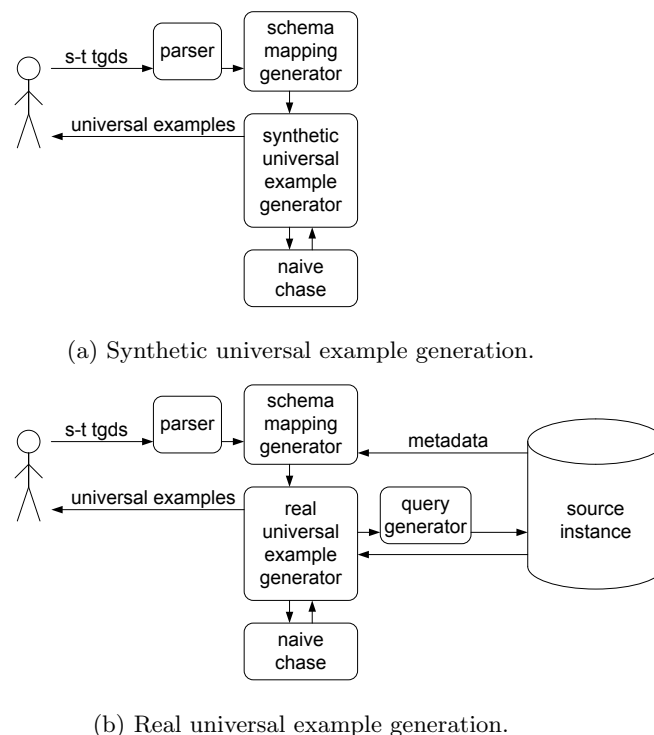 s-t tgds
parser
schema
mapping
generator
universal examples
synthetic
universal
example
generator
naive
chase
(a) Synthetic universal example generation.
s-t tgds
parser
schema
mapping
generator
metadata
universal examples
real
universal
example
generator
query
generator
source
instance
naive
chase
(b) Real universal example generation.